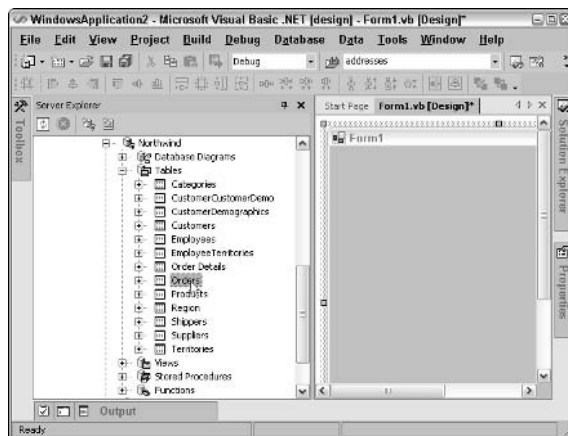 WindowsApplication2 - Microsoft Visual Basic .NET [design] - Form1.vb [Design]*
File Edit View Project Build Debug Database Data Tools Window Help
Debug addresses
Server Explorer
Start Page Form1.vb [Design]*
Toolbox
Northwind
Database Diagrams
Tables
Categories
CustomerCustomerDemo
CustomerDemographics
Customers
Employees
EmployeeTerritories
Order Details
Orders
Products
Region
Shippers
Suppliers
Territories
Views
Stored Procedures
Functions
Form1
Solution Explorer
Properties
Output
Ready